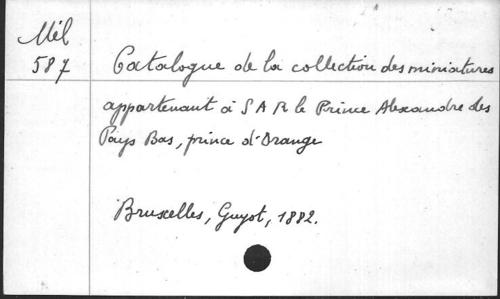 Mél
587
Catalogue de la collection des miniatures
appartenant à S A R le Prince Alexandre des
Pays Bas, prince d'Orange
Bruxelles, Guyot, 1882.